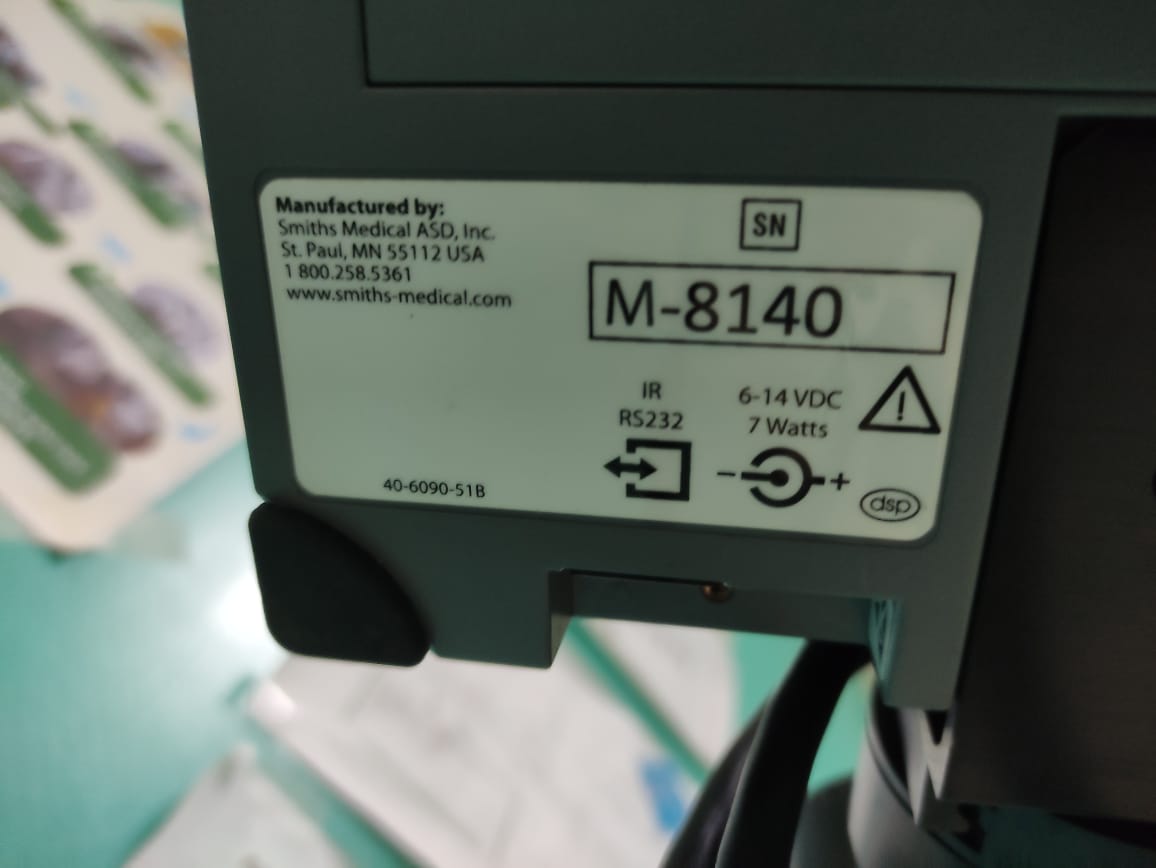 Manufactured by:
Smiths Medical ASD, Inc.
St. Paul, MN 55112 USA
1 800.258.5361
www.smiths-medical.com
SN
M-8140
IR
RS232
6-14 VDC
7 Watts
- +
40-6090-51B
dsp